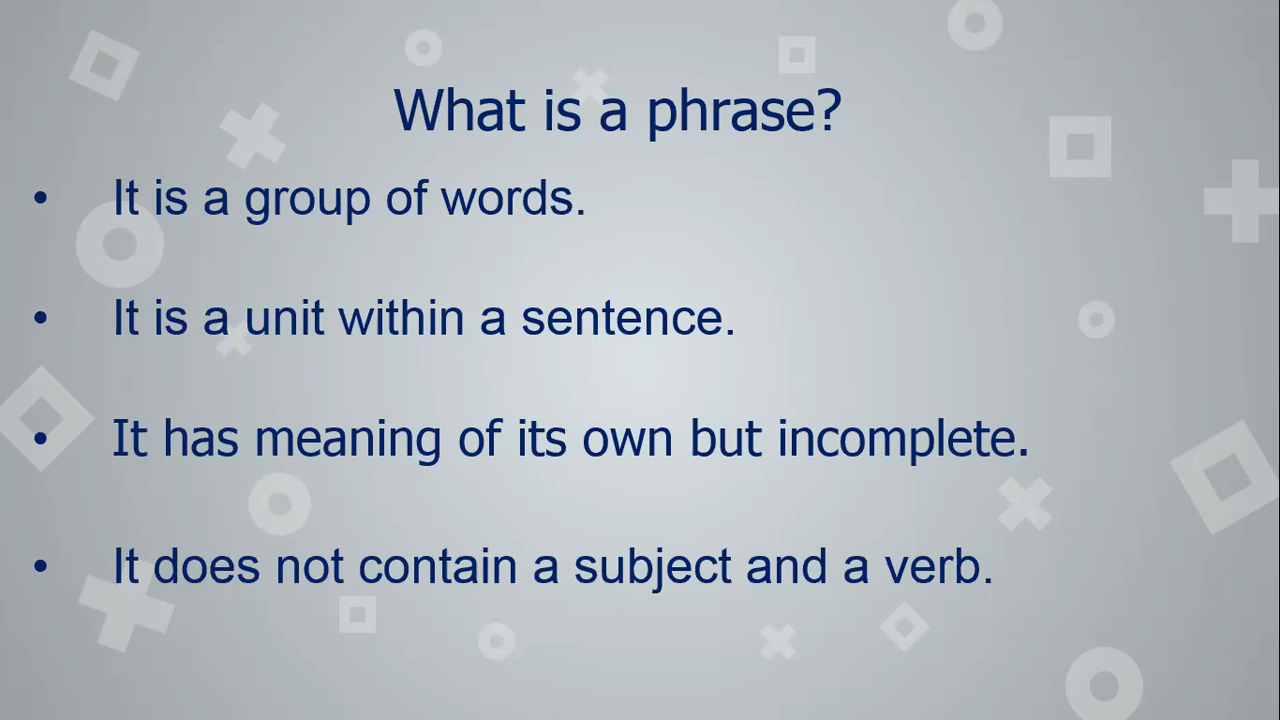 What is a phrase?
• It is a group of words.
• It is a unit within a sentence.
• It has meaning of its own but incomplete.
• It does not contain a subject and a verb.